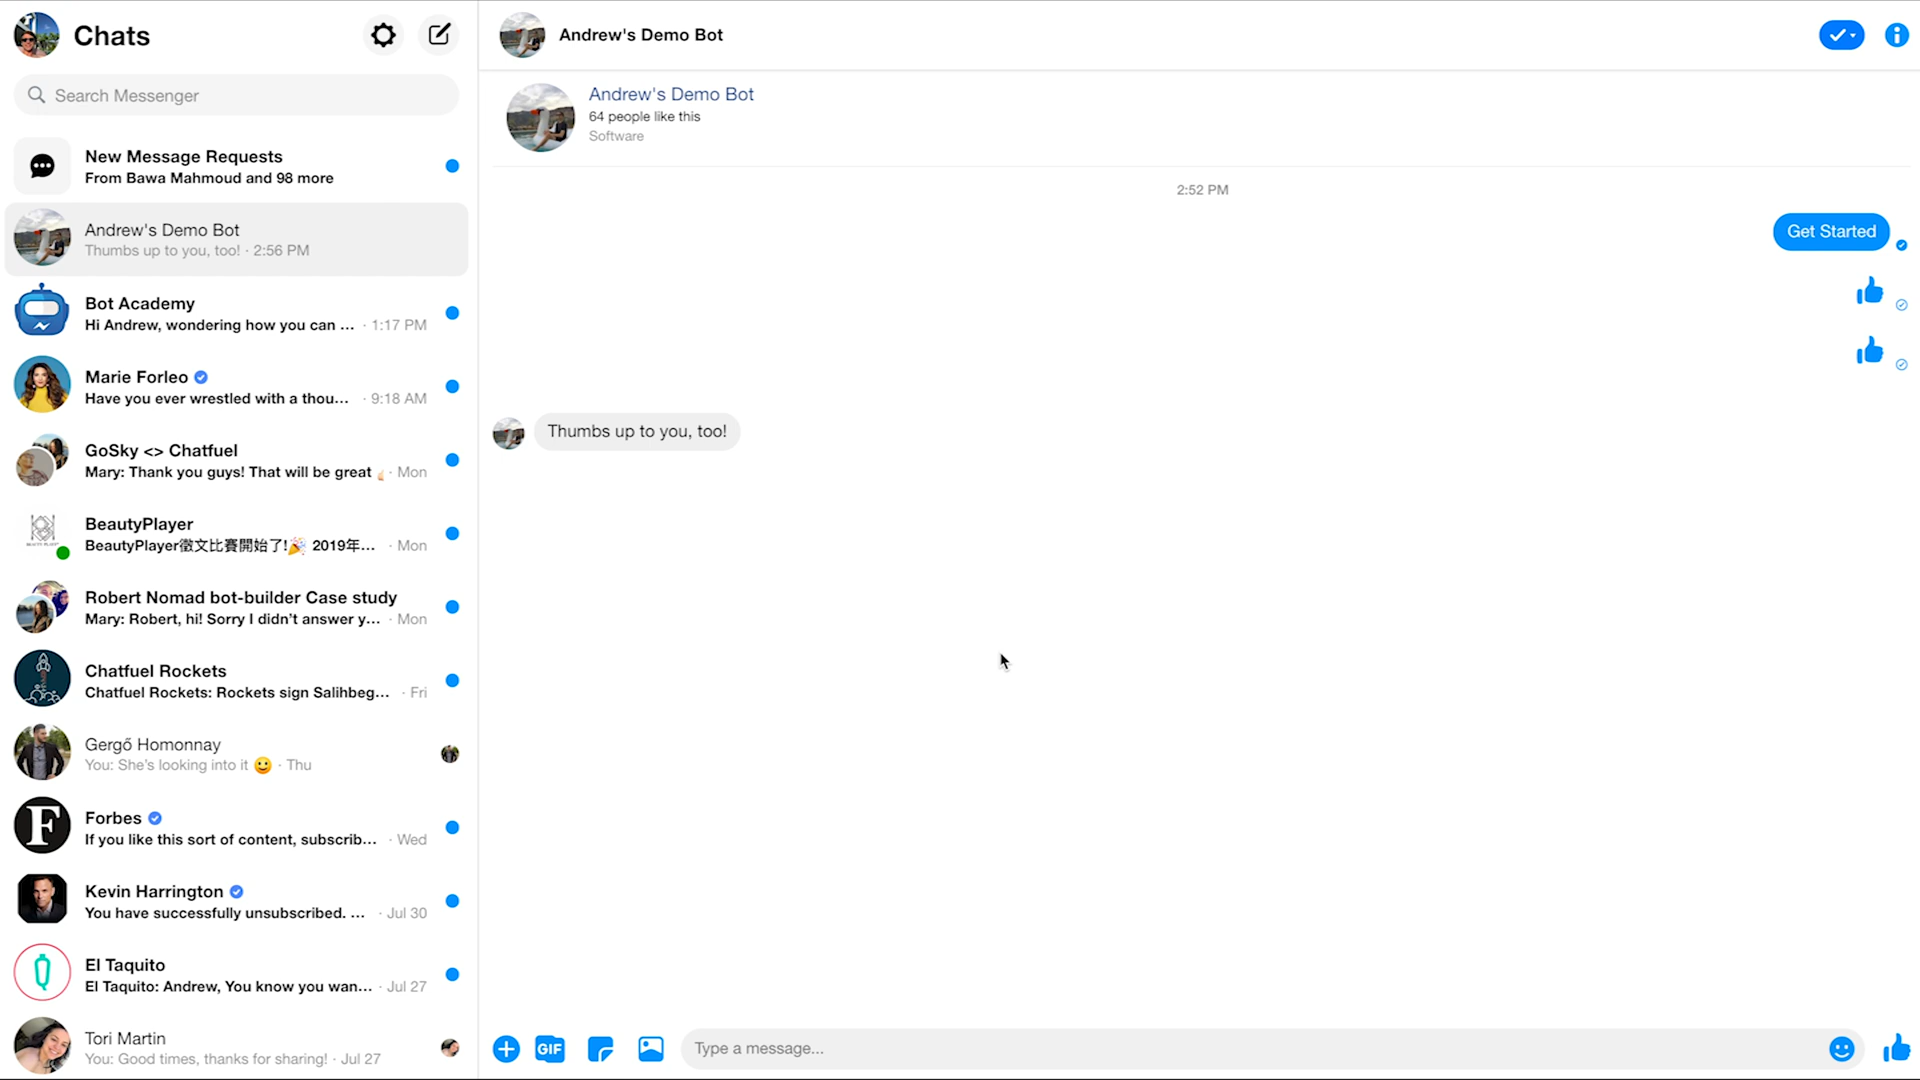 Chats
Search Messenger
New Message Requests
From Bawa Mahmoud and 98 more
Andrew's Demo Bot
Thumbs up to you, too! · 2:56 PM
Bot Academy
Hi Andrew, wondering how you can ... · 1:17 PM
Marie Forleo
Have you ever wrestled with a thou... · 9:18 AM
GoSky <> Chatfuel
Mary: Thank you guys! That will be great · Mon
BeautyPlayer
BeautyPlayer徵文比賽開始了!🎉 2019年... · Mon
Robert Nomad bot-builder Case study
Mary: Robert, hi! Sorry I didn't answer y... · Mon
Chatfuel Rockets
Chatfuel Rockets: Rockets sign Salihbeg... · Fri
Gergő Homonnay
You: She's looking into it 🙂 · Thu
F
Forbes
If you like this sort of content, subscrib... · Wed
Kevin Harrington
You have successfully unsubscribed. ... · Jul 30
El Taquito
El Taquito: Andrew, You know you wan... · Jul 27
Tori Martin
You: Good times, thanks for sharing! · Jul 27
Andrew's Demo Bot
Andrew's Demo Bot
64 people like this
Software
2:52 PM
Get Started
Thumbs up to you, too!
GIF
Type a message...